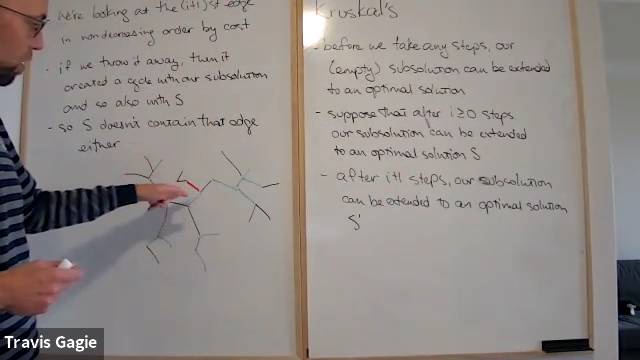 we're looking at the (i+1)st edge
in nondecreasing order by cost
- if we throw it away, then it
created a cycle with our subsolution
and so also with S
- so S doesn't contain that edge
either
Kruskal's
- before we take any steps, our
(empty) subsolution can be extended
to an optimal solution
- suppose that after i≥0 steps
our subsolution can be extended
to an optimal solution S
- after i+1 steps, our subsolution
can be extended to an optimal solution
S'
Travis Gagie